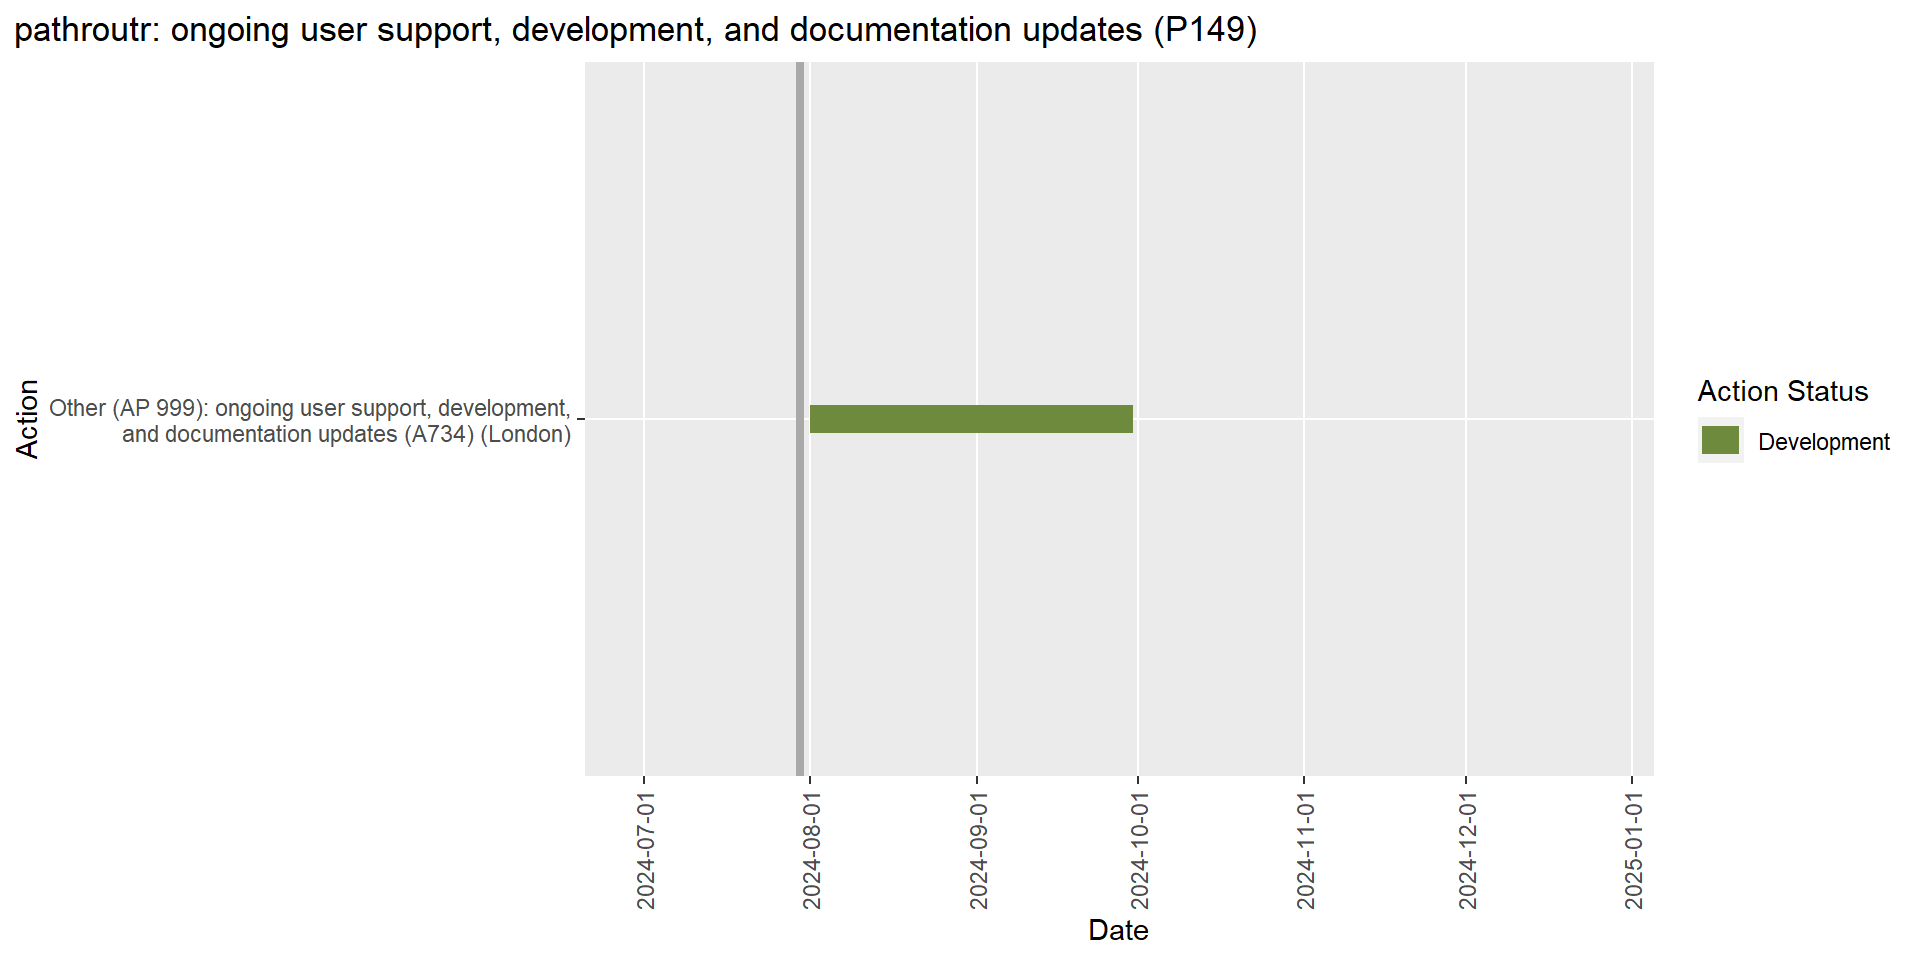 pathroutr: ongoing user support, development, and documentation updates (P149)
Action
Other (AP 999): ongoing user support, development,
and documentation updates (A734) (London)
Action Status
Development
2024-07-01
2024-08-01
2024-09-01
2024-10-01
2024-11-01
2024-12-01
2025-01-01
Date